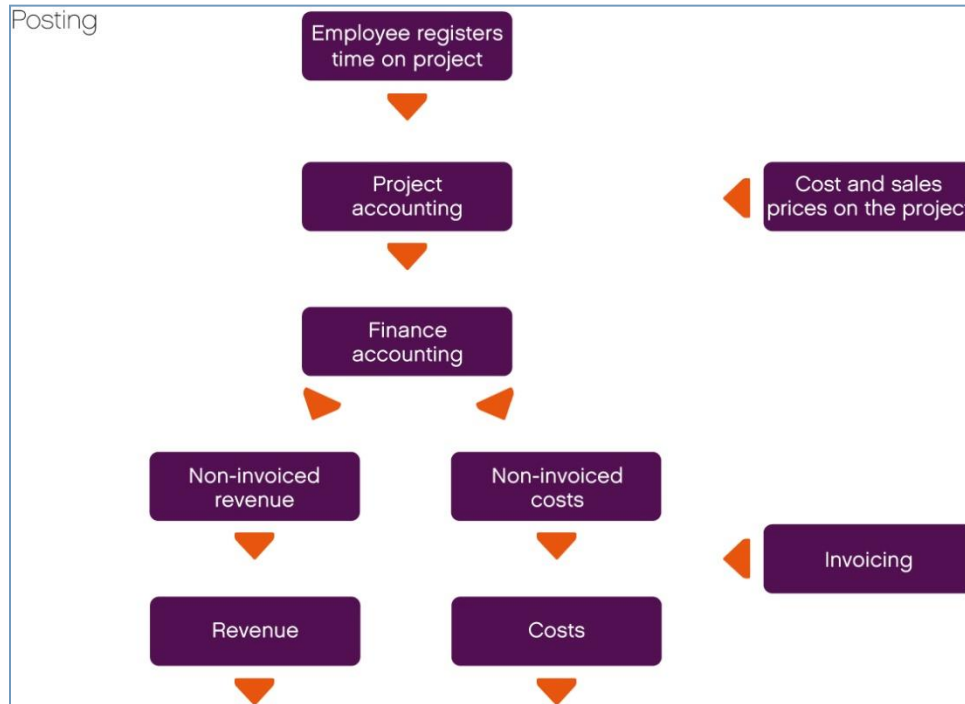 Posting
Employee registers
time on project
Project
accounting
Cost and sales
prices on the project
Finance
accounting
Non-invoiced
revenue
Non-invoiced
costs
Invoicing
Revenue
Costs